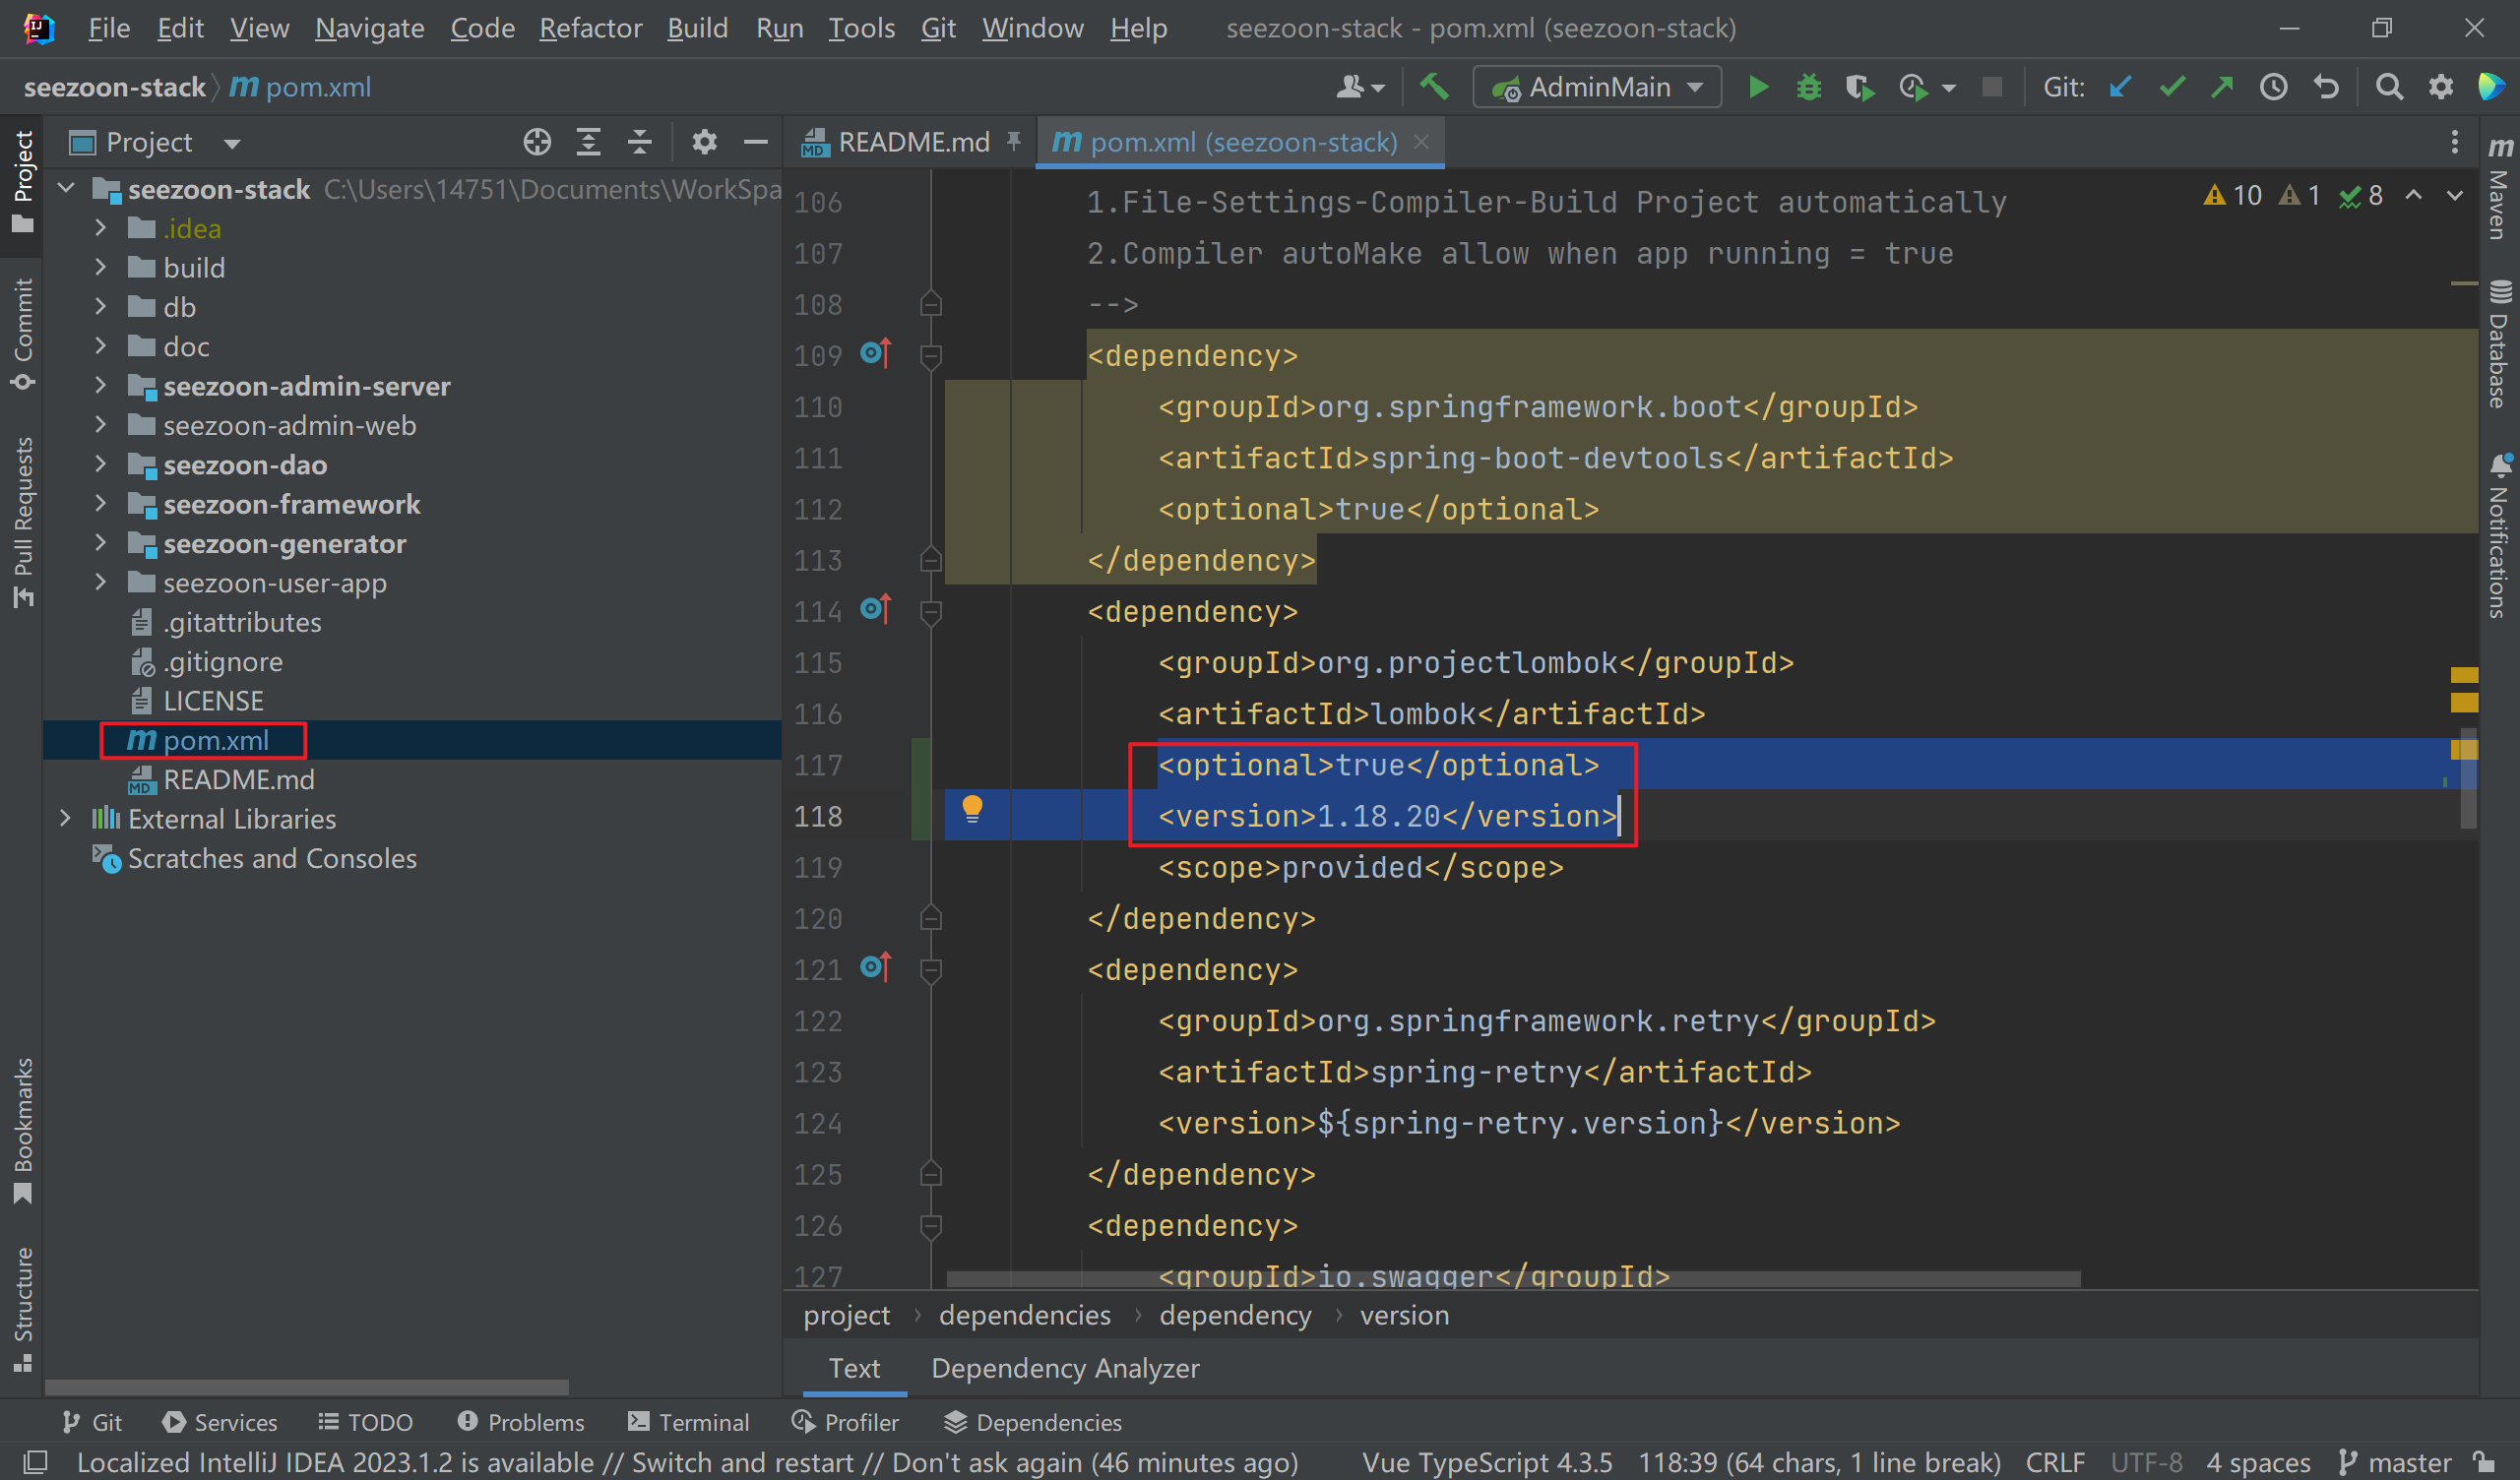 File Edit View Navigate Code Refactor Build Run Tools Git Window Help seezoon-stack - pom.xml (seezoon-stack)
seezoon-stack pom.xml
AdminMain
Git:
Project
README.md
pom.xml (seezoon-stack)
Project
Commit
Pull Requests
Bookmarks
Structure
seezoon-stack C:\Users\14751\Documents\WorkSpa
.idea
build
db
doc
seezoon-admin-server
seezoon-admin-web
seezoon-dao
seezoon-framework
seezoon-generator
seezoon-user-app
.gitattributes
.gitignore
LICENSE
pom.xml
README.md
External Libraries
Scratches and Consoles
10 1 8
106 1.File-Settings-Compiler-Build Project automatically
107 2.Compiler autoMake allow when app running = true
108 -->
109 <dependency>
110 <groupId>org.springframework.boot</groupId>
111 <artifactId>spring-boot-devtools</artifactId>
112 <optional>true</optional>
113 </dependency>
114 <dependency>
115 <groupId>org.projectlombok</groupId>
116 <artifactId>lombok</artifactId>
117 <optional>true</optional>
118 <version>1.18.20</version>
119 <scope>provided</scope>
120 </dependency>
121 <dependency>
122 <groupId>org.springframework.retry</groupId>
123 <artifactId>spring-retry</artifactId>
124 <version>${spring-retry.version}</version>
125 </dependency>
126 <dependency>
127 <groupId>io.swagger</groupId>
Maven
Database
Notifications
project › dependencies › dependency › version
Text Dependency Analyzer
Git Services TODO Problems Terminal Profiler Dependencies
Localized IntelliJ IDEA 2023.1.2 is available // Switch and restart // Don't ask again (46 minutes ago) Vue TypeScript 4.3.5 118:39 (64 chars, 1 line break) CRLF UTF-8 4 spaces master